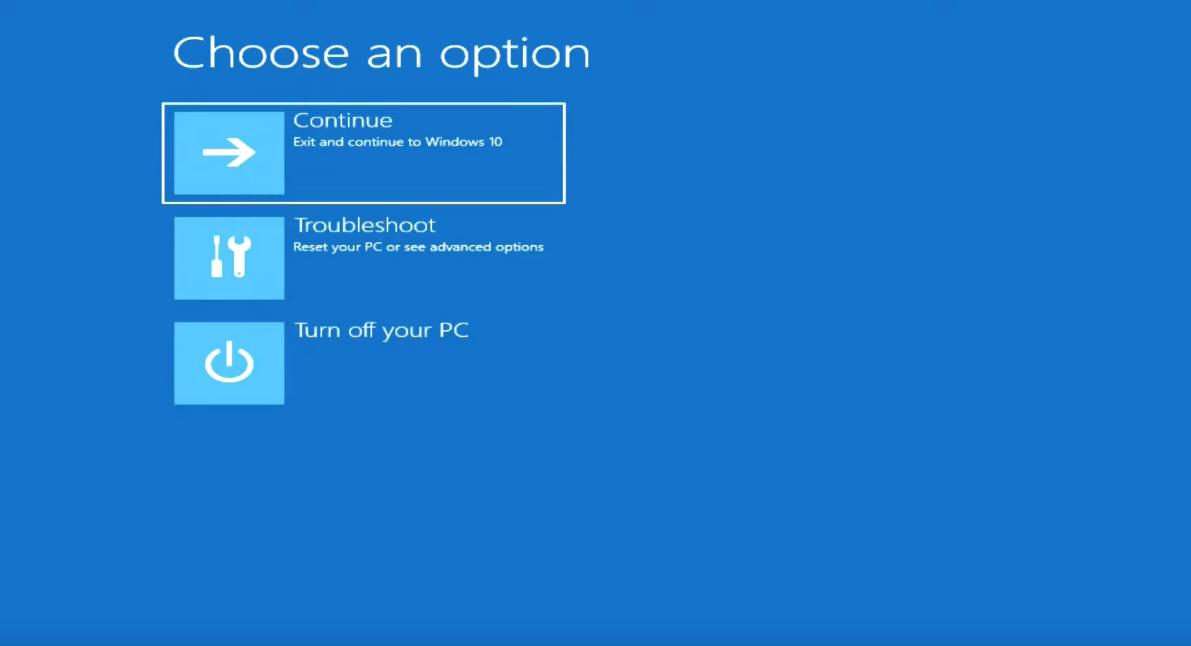 Choose an option
Continue
Exit and continue to Windows 10
Troubleshoot
Reset your PC or see advanced options
Turn off your PC